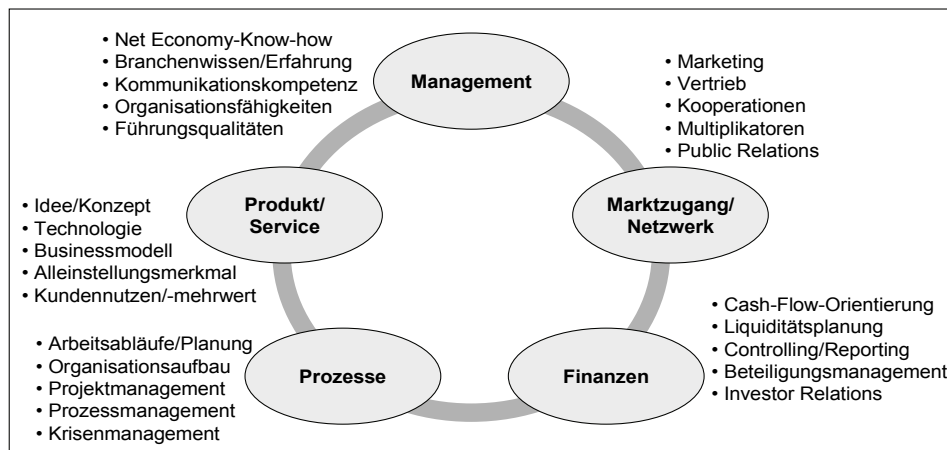 • Net Economy-Know-how
• Branchenwissen/Erfahrung
• Kommunikationskompetenz
• Organisationsfähigkeiten
• Führungsqualitäten
Management
• Marketing
• Vertrieb
• Kooperationen
• Multiplikatoren
• Public Relations
• Idee/Konzept
• Technologie
• Businessmodell
• Alleinstellungsmerkmal
• Kundennutzen/-mehrwert
Produkt/
Service
Marktzugang/
Netzwerk
• Arbeitsabläufe/Planung
• Organisationsaufbau
• Projektmanagement
• Prozessmanagement
• Krisenmanagement
Prozesse
Finanzen
• Cash-Flow-Orientierung
• Liquiditätsplanung
• Controlling/Reporting
• Beteiligungsmanagement
• Investor Relations